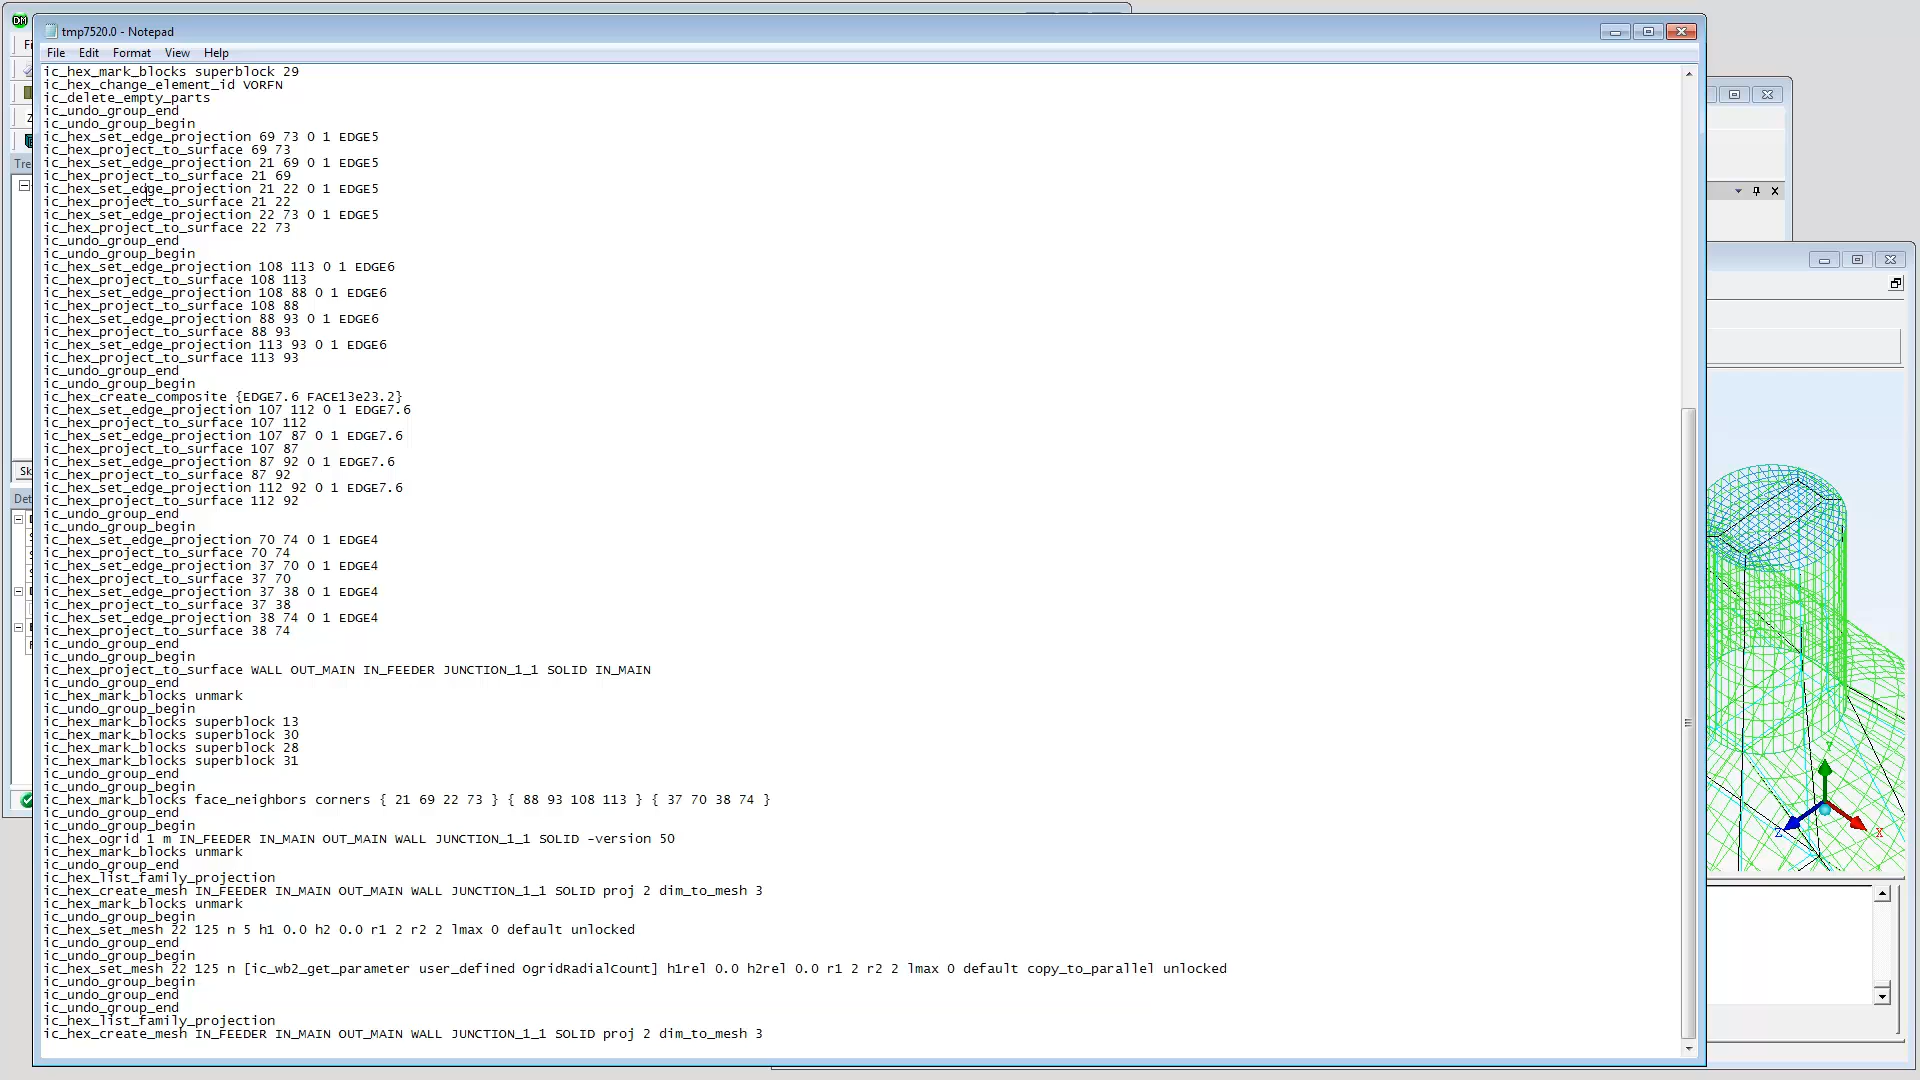 tmp7520.0 - Notepad
File Edit Format View Help
ic_hex_mark_blocks superblock 29
ic_hex_change_element_id VORFN
ic_delete_empty_parts
ic_undo_group_end
ic_undo_group_begin
ic_hex_set_edge_projection 69 73 0 1 EDGE5
ic_hex_project_to_surface 69 73
ic_hex_set_edge_projection 21 69 0 1 EDGE5
ic_hex_project_to_surface 21 69
ic_hex_set_edge_projection 21 22 0 1 EDGE5
ic_hex_project_to_surface 21 22
ic_hex_set_edge_projection 22 73 0 1 EDGE5
ic_hex_project_to_surface 22 73
ic_undo_group_end
ic_undo_group_begin
ic_hex_set_edge_projection 108 113 0 1 EDGE6
ic_hex_project_to_surface 108 113
ic_hex_set_edge_projection 108 88 0 1 EDGE6
ic_hex_project_to_surface 108 88
ic_hex_set_edge_projection 88 93 0 1 EDGE6
ic_hex_project_to_surface 88 93
ic_hex_set_edge_projection 113 93 0 1 EDGE6
ic_hex_project_to_surface 113 93
ic_undo_group_end
ic_undo_group_begin
ic_hex_create_composite {EDGE7.6 FACE13e23.2}
ic_hex_set_edge_projection 107 112 0 1 EDGE7.6
ic_hex_project_to_surface 107 112
ic_hex_set_edge_projection 107 87 0 1 EDGE7.6
ic_hex_project_to_surface 107 87
ic_hex_set_edge_projection 87 92 0 1 EDGE7.6
ic_hex_project_to_surface 87 92
ic_hex_set_edge_projection 112 92 0 1 EDGE7.6
ic_hex_project_to_surface 112 92
ic_undo_group_end
ic_undo_group_begin
ic_hex_set_edge_projection 70 74 0 1 EDGE4
ic_hex_project_to_surface 70 74
ic_hex_set_edge_projection 37 70 0 1 EDGE4
ic_hex_project_to_surface 37 70
ic_hex_set_edge_projection 37 38 0 1 EDGE4
ic_hex_project_to_surface 37 38
ic_hex_set_edge_projection 38 74 0 1 EDGE4
ic_hex_project_to_surface 38 74
ic_undo_group_end
ic_undo_group_begin
ic_hex_project_to_surface WALL OUT_MAIN IN_FEEDER JUNCTION_1_1 SOLID IN_MAIN
ic_undo_group_end
ic_hex_mark_blocks unmark
ic_undo_group_begin
ic_hex_mark_blocks superblock 13
ic_hex_mark_blocks superblock 30
ic_hex_mark_blocks superblock 28
ic_hex_mark_blocks superblock 31
ic_undo_group_end
ic_undo_group_begin
ic_hex_mark_blocks face_neighbors corners { 21 69 22 73 } { 88 93 108 113 } { 37 70 38 74 }
ic_undo_group_end
ic_undo_group_begin
ic_hex_ogrid 1 m IN_FEEDER IN_MAIN OUT_MAIN WALL JUNCTION_1_1 SOLID -version 50
ic_hex_mark_blocks unmark
ic_undo_group_end
ic_hex_list_family_projection
ic_hex_create_mesh IN_FEEDER IN_MAIN OUT_MAIN WALL JUNCTION_1_1 SOLID proj 2 dim_to_mesh 3
ic_hex_mark_blocks unmark
ic_undo_group_begin
ic_hex_set_mesh 22 125 n 5 h1 0.0 h2 0.0 r1 2 r2 2 lmax 0 default unlocked
ic_undo_group_end
ic_undo_group_begin
ic_hex_set_mesh 22 125 n [ic_wb2_get_parameter user_defined OgridRadialCount] h1rel 0.0 h2rel 0.0 r1 2 r2 2 lmax 0 default copy_to_parallel unlocked
ic_undo_group_begin
ic_undo_group_end
ic_undo_group_end
ic_hex_list_family_projection
ic_hex_create_mesh IN_FEEDER IN_MAIN OUT_MAIN WALL JUNCTION_1_1 SOLID proj 2 dim_to_mesh 3
DM
Fi
Z
Tre
Sk
Det
Y
Z
X